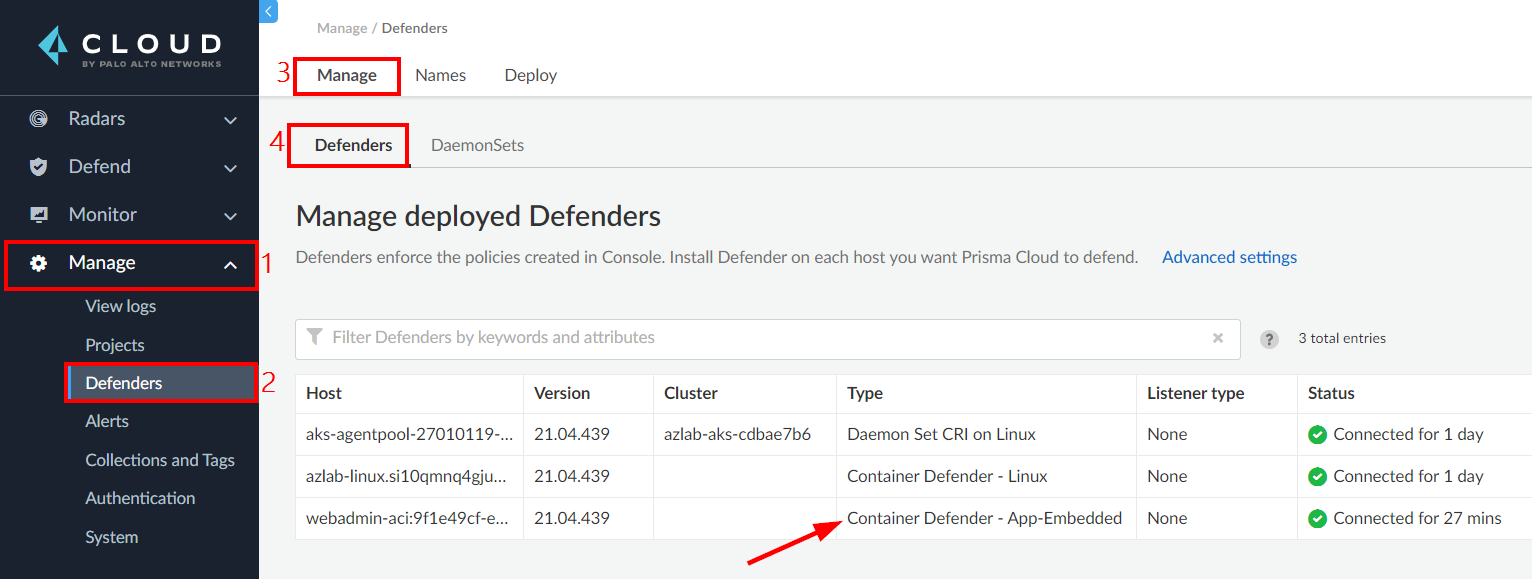 CLOUD
BY PALO ALTO NETWORKS
Radars
Defend
Monitor
Manage
1
View logs
Projects
Defenders
2
Alerts
Collections and Tags
Authentication
System
Manage / Defenders
3 Manage Names Deploy
4 Defenders DaemonSets
Manage deployed Defenders
Defenders enforce the policies created in Console. Install Defender on each host you want Prisma Cloud to defend. Advanced settings
Filter Defenders by keywords and attributes × ? 3 total entries
Host Version Cluster Type Listener type Status
aks-agentpool-27010119-... 21.04.439 azlab-aks-cdbae7b6 Daemon Set CRI on Linux None Connected for 1 day
azlab-linux.si10qmnq4gju... 21.04.439 Container Defender - Linux None Connected for 1 day
webadmin-aci:9f1e49cf-e... 21.04.439 Container Defender - App-Embedded None Connected for 27 mins